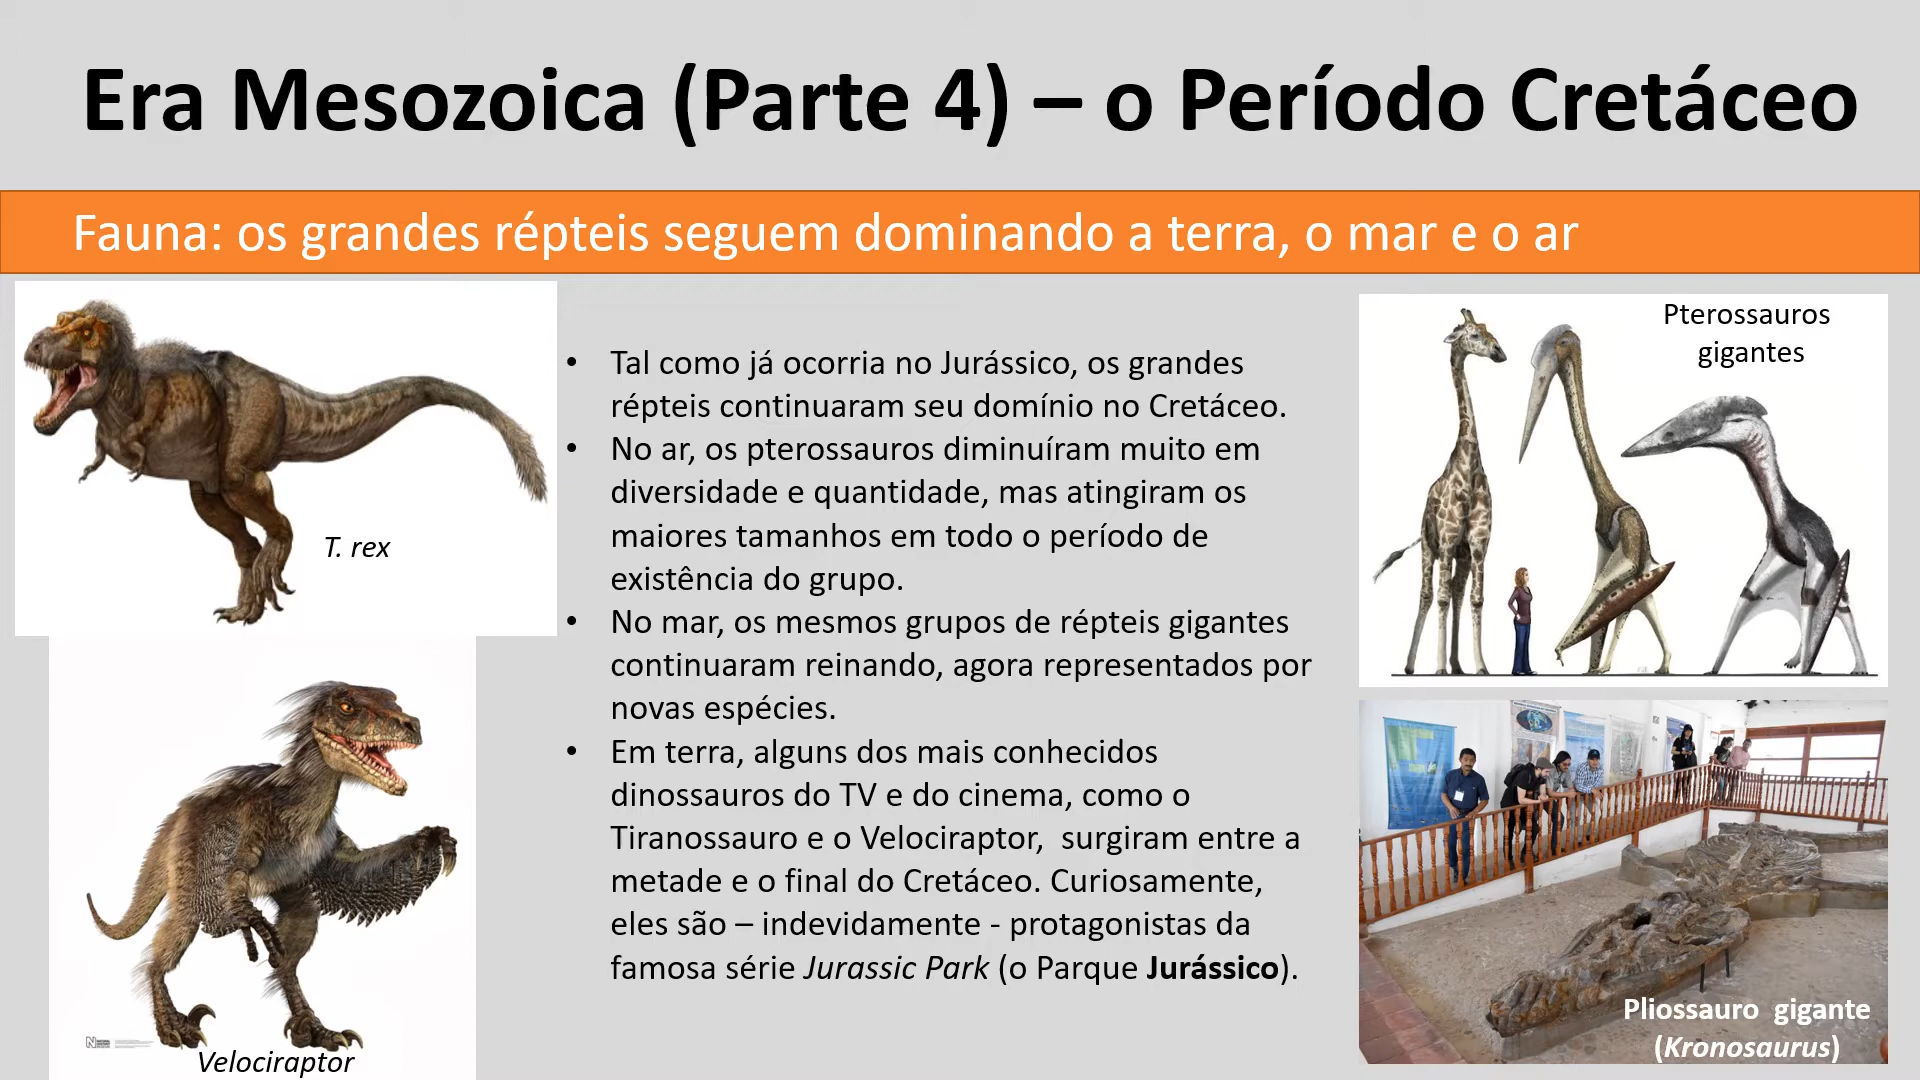 Era Mesozoica (Parte 4) – o Período Cretáceo
Fauna: os grandes répteis seguem dominando a terra, o mar e o ar
T. rex
Velociraptor
• Tal como já ocorria no Jurássico, os grandes
répteis continuaram seu domínio no Cretáceo.
• No ar, os pterossauros diminuíram muito em
diversidade e quantidade, mas atingiram os
maiores tamanhos em todo o período de
existência do grupo.
• No mar, os mesmos grupos de répteis gigantes
continuaram reinando, agora representados por
novas espécies.
• Em terra, alguns dos mais conhecidos
dinossauros do TV e do cinema, como o
Tiranossauro e o Velociraptor,  surgiram entre a
metade e o final do Cretáceo. Curiosamente,
eles são – indevidamente - protagonistas da
famosa série Jurassic Park (o Parque Jurássico).
Pterossauros
gigantes
Pliossauro  gigante
(Kronosaurus)